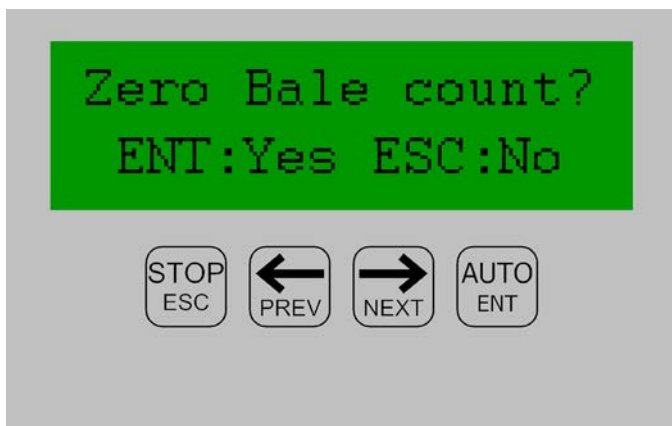 Zero Bale count?
ENT:Yes ESC:No
STOP
ESC
PREV
NEXT
AUTO
ENT